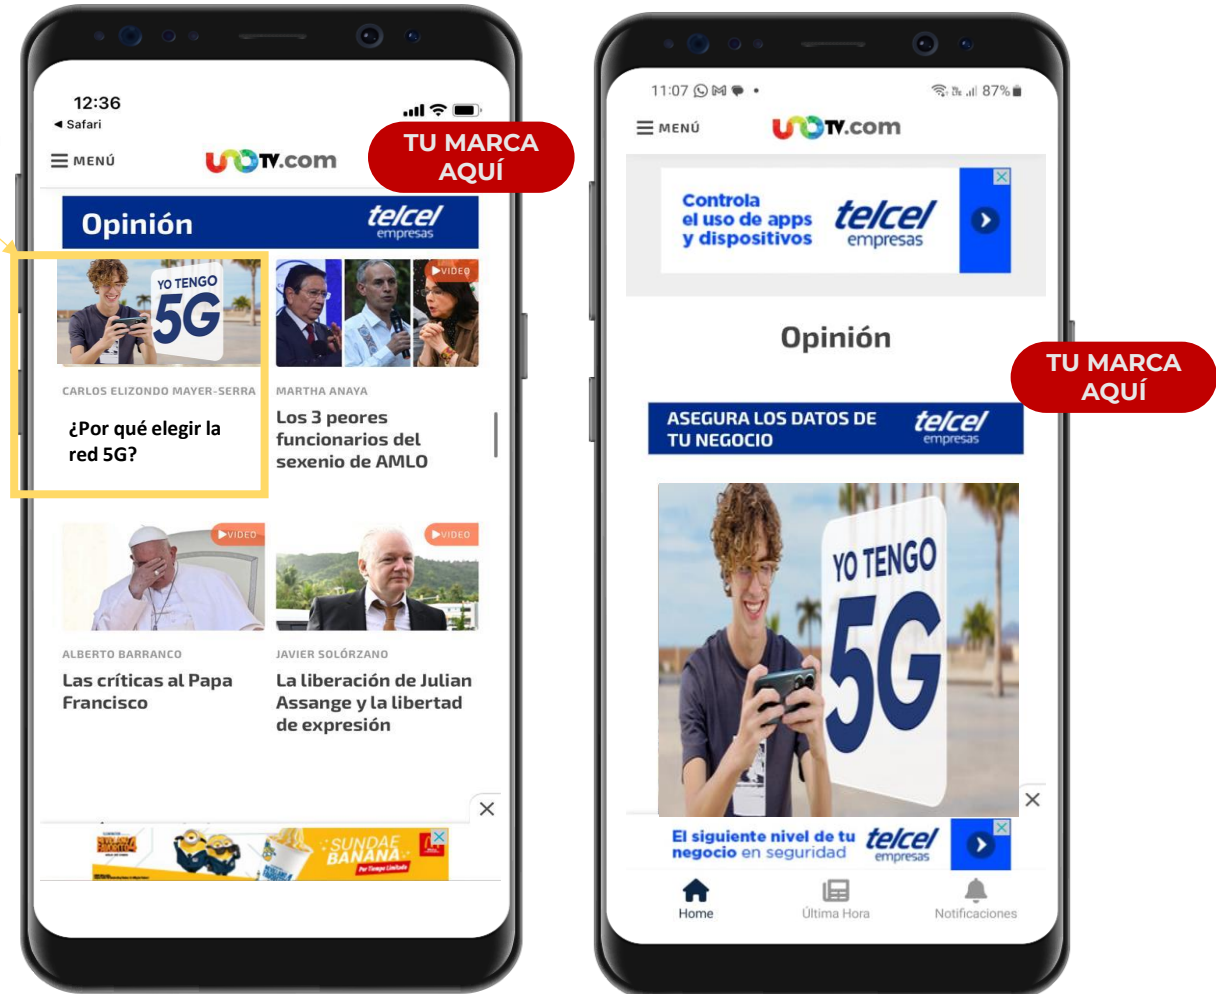 12:36
Safari
MENÚ
UNOTV.com
TU MARCA
AQUÍ
Opinión
telcel
empresas
YO TENGO
5G
VIDEO
CARLOS ELIZONDO MAYER-SERRA
MARTHA ANAYA
¿Por qué elegir la
red 5G?
Los 3 peores
funcionarios del
sexenio de AMLO
VIDEO
VIDEO
ALBERTO BARRANCO
JAVIER SOLÓRZANO
Las críticas al Papa
Francisco
La liberación de Julian
Assange y la libertad
de expresión
SUNDAE
BANANA
Por Tiempo Limitado
11:07
87%
MENÚ
UNOTV.com
Controla
el uso de apps
y dispositivos
telcel
empresas
Opinión
TU MARCA
AQUÍ
ASEGURA LOS DATOS DE
TU NEGOCIO
telcel
empresas
YO TENGO
5G
El siguiente nivel de tu
negocio en seguridad
telcel
empresas
Home
Última Hora
Notificaciones